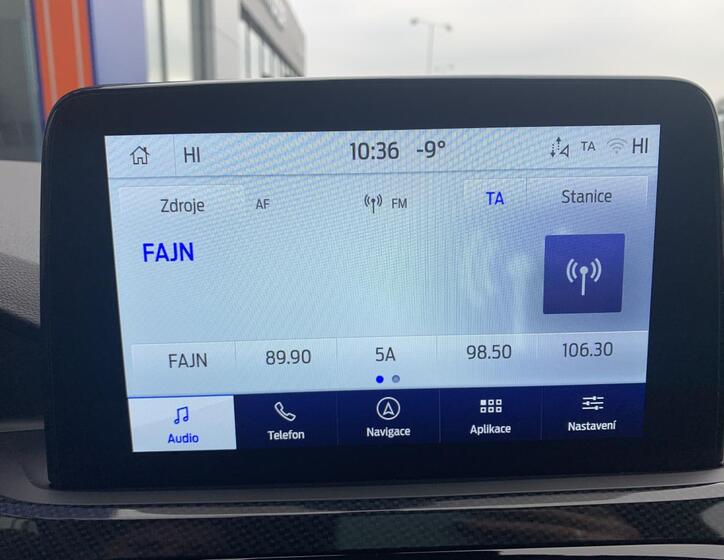 HI 10:36 -9° TA HI
Zdroje AF FM TA Stanice
FAJN
FAJN 89.90 5A 98.50 106.30
Audio Telefon Navigace Aplikace Nastavení